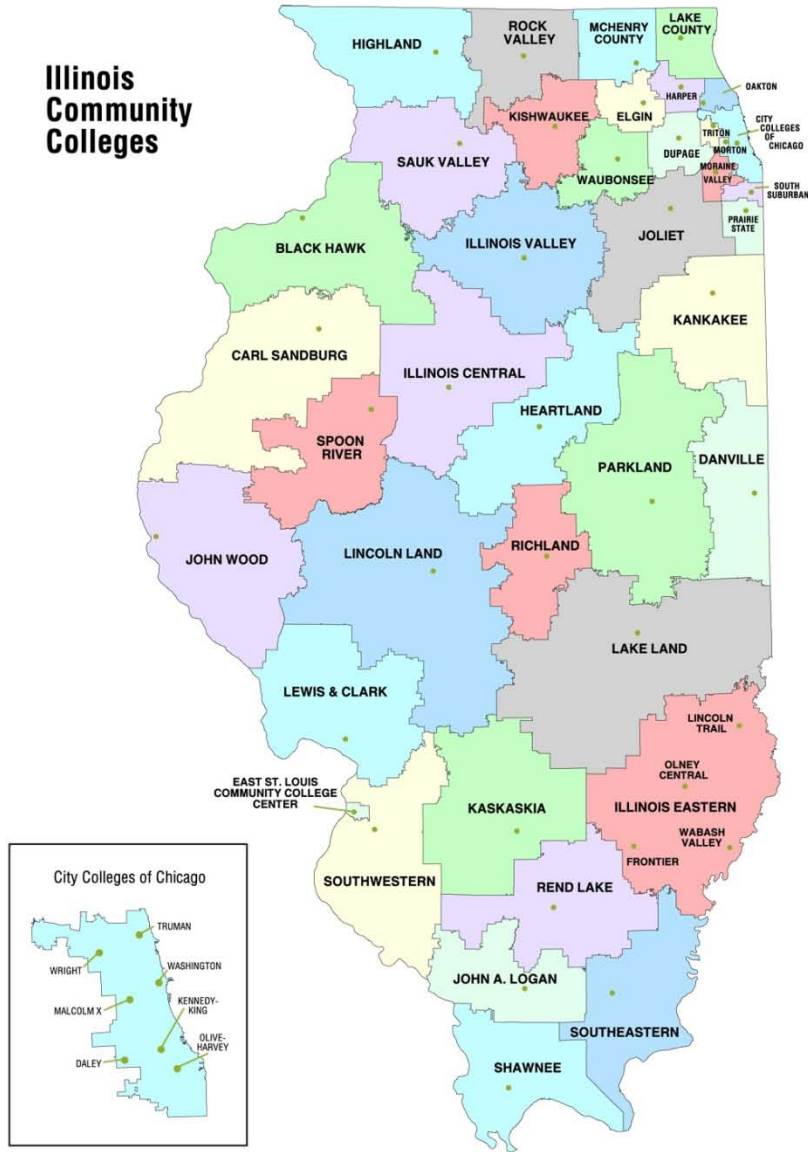 Illinois
Community
Colleges
HIGHLAND
ROCK
VALLEY
MCHENRY
COUNTY
LAKE
COUNTY
OAKTON
HARPER
KISHWAUKEE
ELGIN
CITY
COLLEGES
OF
CHICAGO
TRITON
MORTON
DUPAGE
SAUK VALLEY
MORAINE
VALLEY
WAUBONSEE
SOUTH
SUBURBAN
PRAIRIE
STATE
BLACK HAWK
ILLINOIS VALLEY
JOLIET
KANKAKEE
CARL SANDBURG
ILLINOIS CENTRAL
HEARTLAND
SPOON
RIVER
PARKLAND
DANVILLE
JOHN WOOD
LINCOLN LAND
RICHLAND
LAKE LAND
LEWIS & CLARK
LINCOLN
TRAIL
OLNEY
CENTRAL
EAST ST. LOUIS
COMMUNITY COLLEGE
CENTER
KASKASKIA
ILLINOIS EASTERN
WABASH
VALLEY
FRONTIER
SOUTHWESTERN
REND LAKE
JOHN A. LOGAN
SOUTHEASTERN
SHAWNEE
City Colleges of Chicago
TRUMAN
WRIGHT
WASHINGTON
MALCOLM X
KENNEDY-
KING
OLIVE-
HARVEY
DALEY